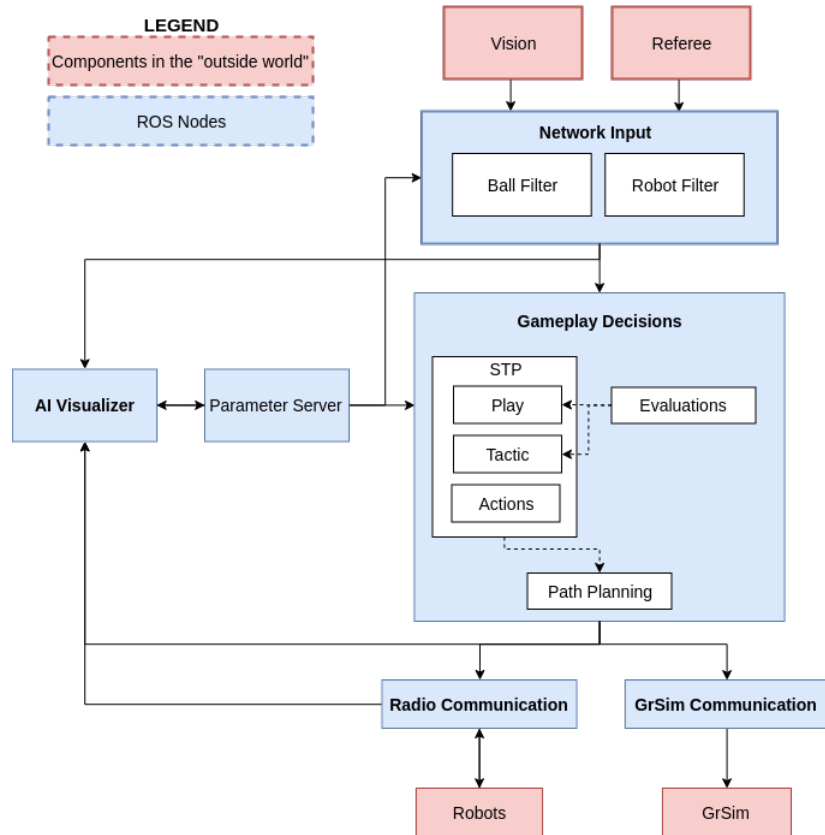 LEGEND
Components in the "outside world"
ROS Nodes
Vision
Referee
Network Input
Ball Filter
Robot Filter
Gameplay Decisions
STP
Play
Evaluations
Tactic
Actions
Path Planning
AI Visualizer
Parameter Server
Radio Communication
GrSim Communication
Robots
GrSim